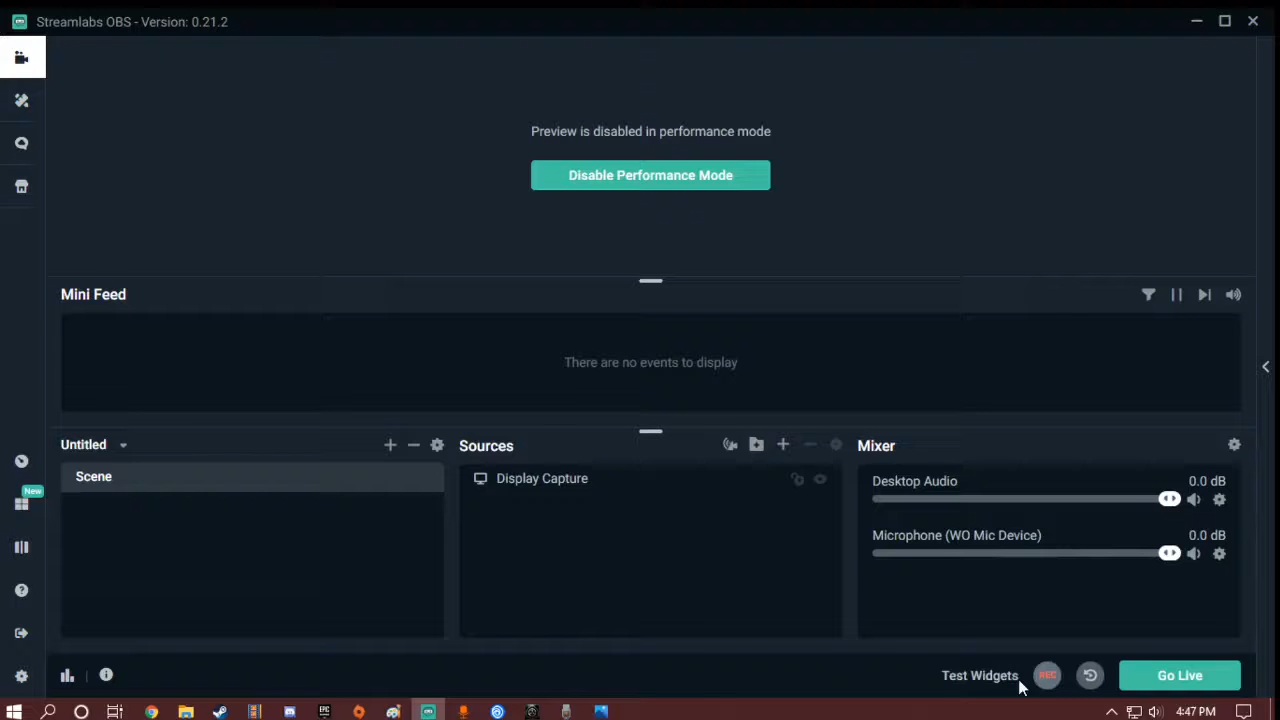 Streamlabs OBS - Version: 0.21.2
Preview is disabled in performance mode
Disable Performance Mode
Mini Feed
There are no events to display
Untitled
Sources
Mixer
Scene
Display Capture
Desktop Audio 0.0 dB
Microphone (WO Mic Device) 0.0 dB
New
Test Widgets
REC
Go Live
EPIC
4:47 PM